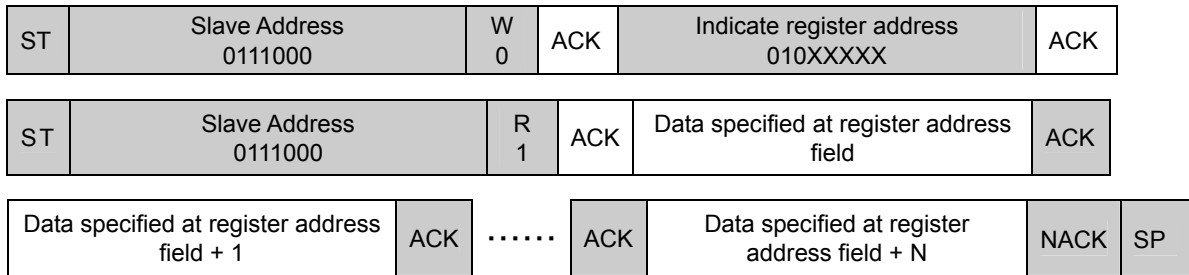 ST
Slave Address
0111000
W
0
ACK
Indicate register address
010XXXXX
ACK
ST
Slave Address
0111000
R
1
ACK
Data specified at register address
field
ACK
Data specified at register address
field + 1
ACK
······
ACK
Data specified at register
address field + N
NACK
SP